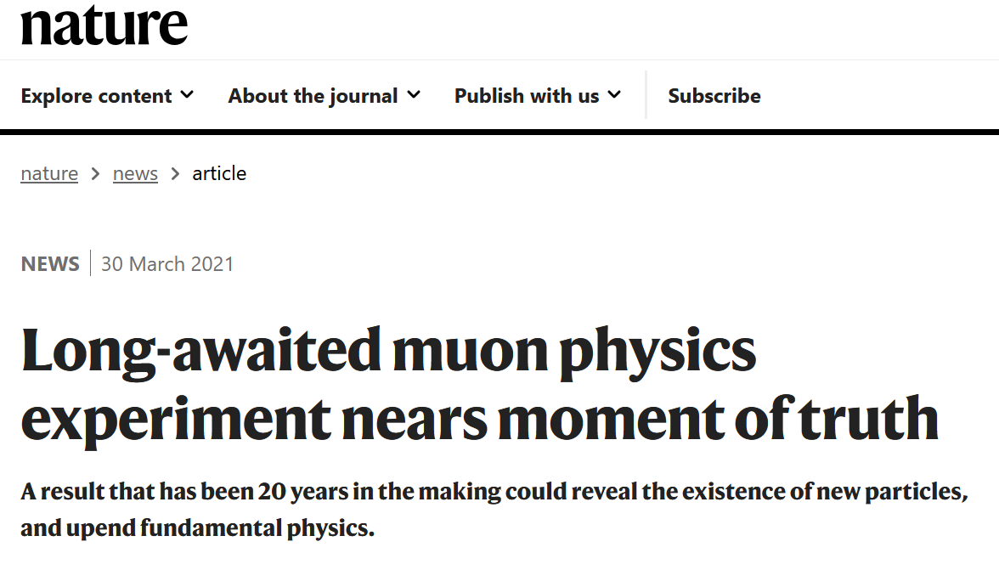 nature
Explore content About the journal Publish with us Subscribe
nature > news > article
NEWS | 30 March 2021
Long-awaited muon physics
experiment nears moment of truth
A result that has been 20 years in the making could reveal the existence of new particles,
and upend fundamental physics.